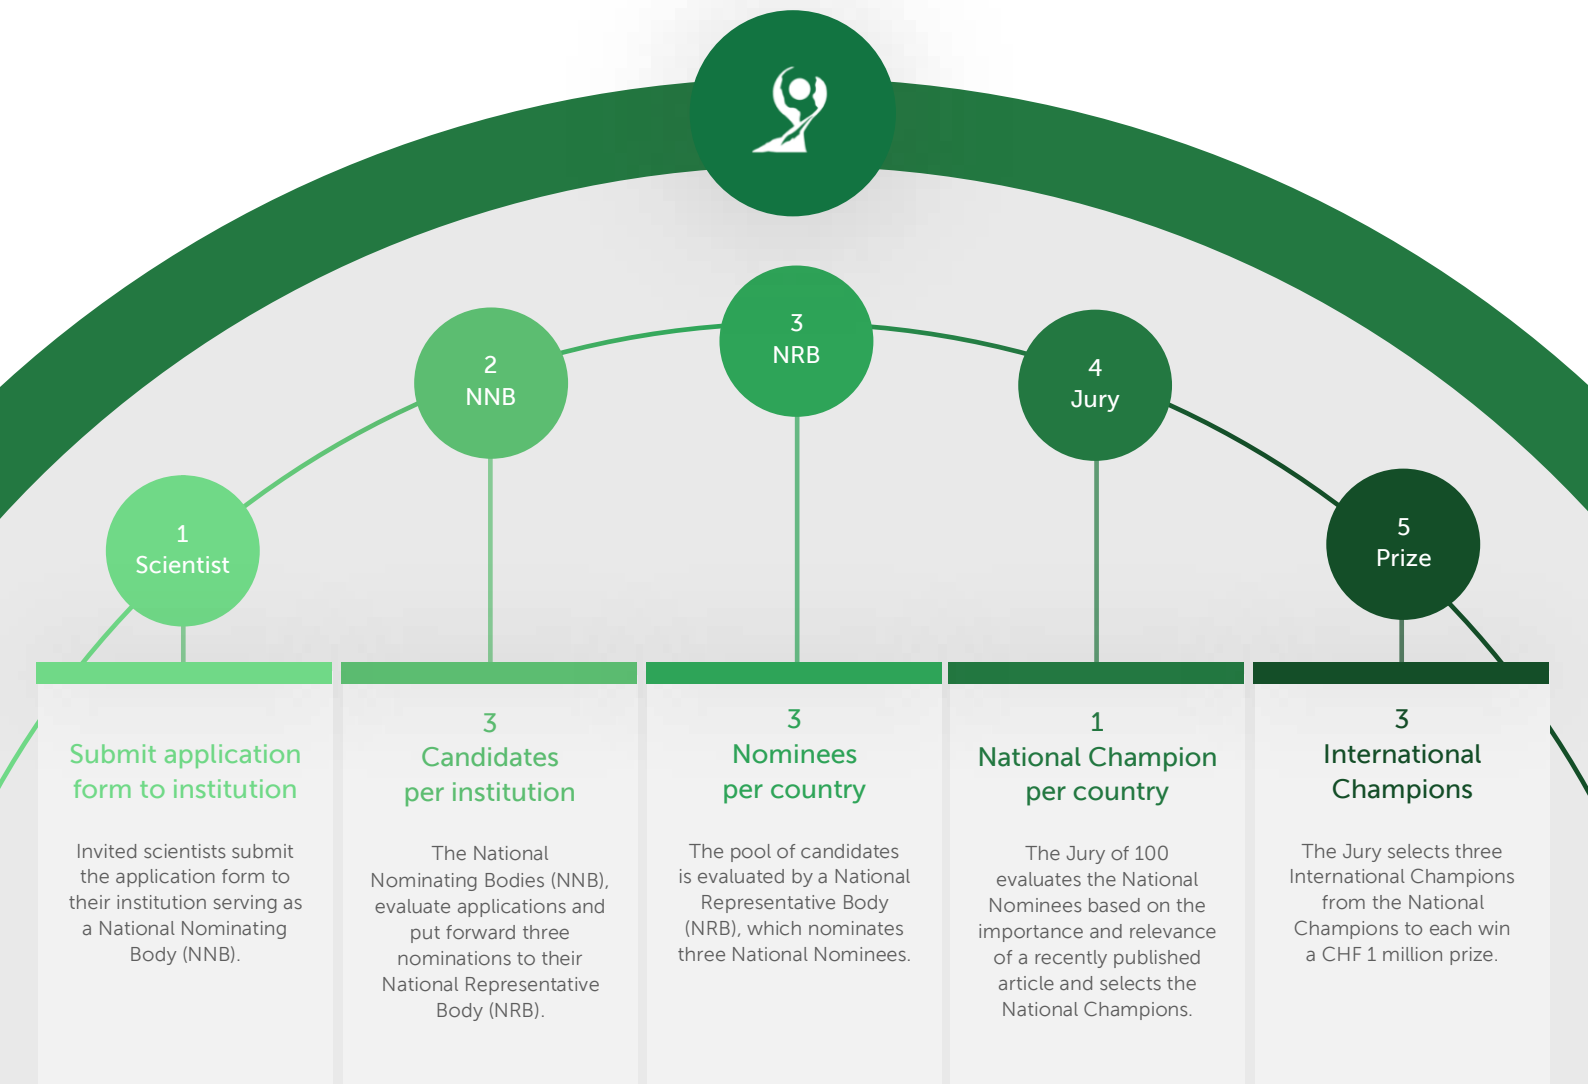 1
Scientist
2
NNB
3
NRB
4
Jury
5
Prize
Submit application
form to institution
Invited scientists submit
the application form to
their institution serving as
a National Nominating
Body (NNB).
3
Candidates
per institution
The National
Nominating Bodies (NNB),
evaluate applications and
put forward three
nominations to their
National Representative
Body (NRB).
3
Nominees
per country
The pool of candidates
is evaluated by a National
Representative Body
(NRB), which nominates
three National Nominees.
1
National Champion
per country
The Jury of 100
evaluates the National
Nominees based on the
importance and relevance
of a recently published
article and selects the
National Champions.
3
International
Champions
The Jury selects three
International Champions
from the National
Champions to each win
a CHF 1 million prize.